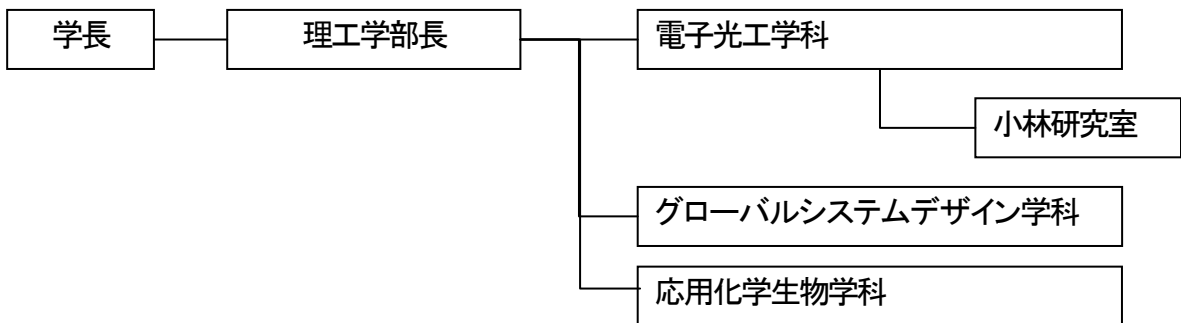 学長
理工学部長
電子光工学科
小林研究室
グローバルシステムデザイン学科
応用化学生物学科